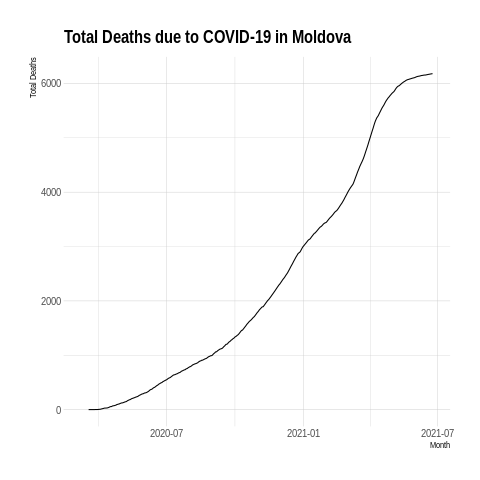 Total Deaths due to COVID-19 in Moldova
Total Deaths
6000
4000
2000
0
2020-07
2021-01
2021-07
Month